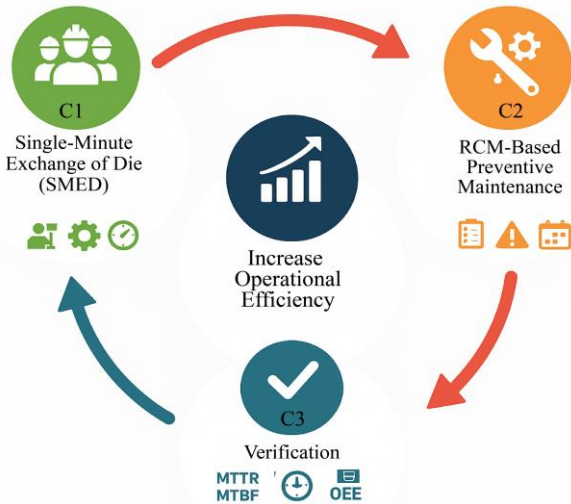 C1
Single-Minute
Exchange of Die
(SMED)
C2
RCM-Based
Preventive
Maintenance
Increase
Operational
Efficiency
C3
Verification
MTTR
MTBF
OEE